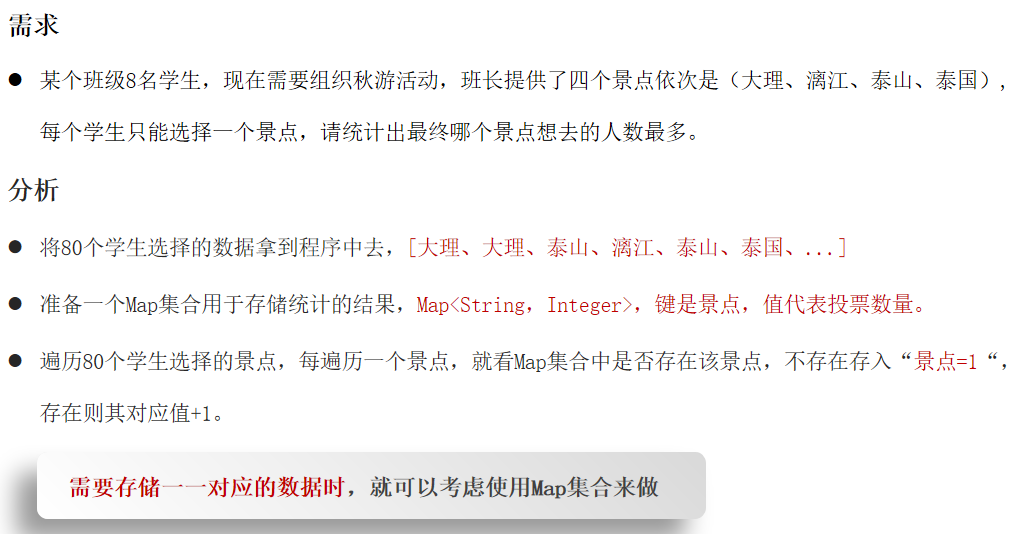 需求
● 某个班级8名学生，现在需要组织秋游活动，班长提供了四个景点依次是（大理、漓江、泰山、泰国），
每个学生只能选择一个景点，请统计出最终哪个景点想去的人数最多。
分析
● 将80个学生选择的数据拿到程序中去，[大理、大理、泰山、漓江、泰山、泰国、...]
● 准备一个Map集合用于存储统计的结果，Map<String，Integer>，键是景点，值代表投票数量。
● 遍历80个学生选择的景点，每遍历一个景点，就看Map集合中是否存在该景点，不存在存入“景点=1“，
存在则其对应值+1。
需要存储一一对应的数据时，就可以考虑使用Map集合来做